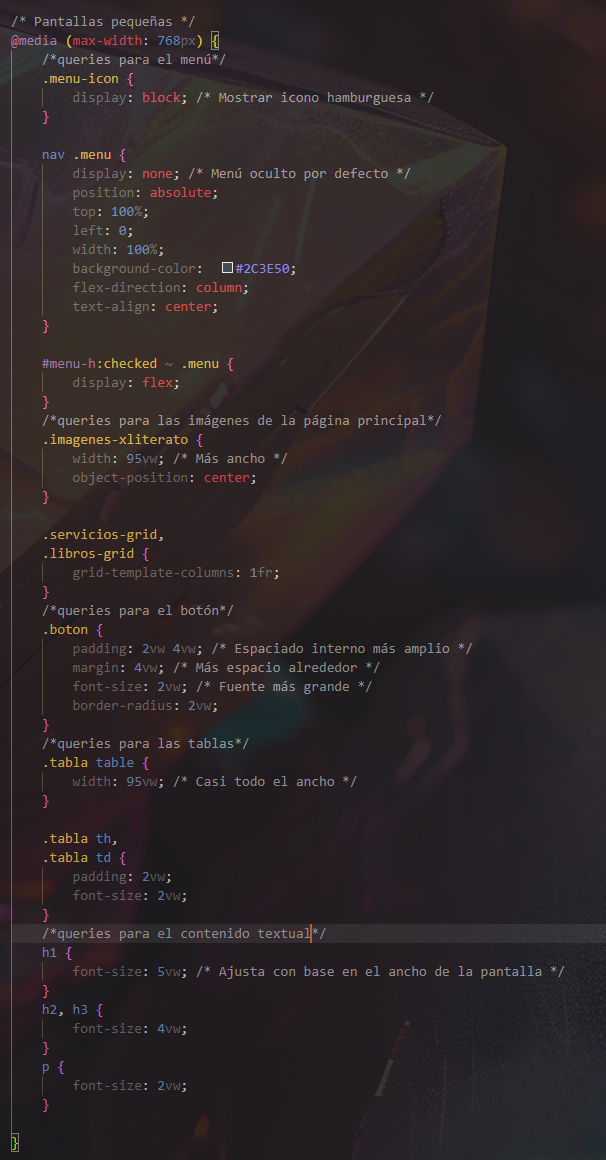 /* Pantallas pequeñas */
@media (max-width: 768px) {
/*queries para el menú*/
.menu-icon {
display: block; /* Mostrar icono hamburguesa */
}
nav .menu {
display: none; /* Menú oculto por defecto */
position: absolute;
top: 100%;
left: 0;
width: 100%;
background-color: #2C3E50;
flex-direction: column;
text-align: center;
}
#menu-h:checked ~ .menu {
display: flex;
}
/*queries para las imágenes de la página principal*/
.imagenes-xliterato {
width: 95vw; /* Más ancho */
object-position: center;
}
.servicios-grid,
.libros-grid {
grid-template-columns: 1fr;
}
/*queries para el botón*/
.boton {
padding: 2vw 4vw; /* Espaciado interno más amplio */
margin: 4vw; /* Más espacio alrededor */
font-size: 2vw; /* Fuente más grande */
border-radius: 2vw;
}
/*queries para las tablas*/
.tabla table {
width: 95vw; /* Casi todo el ancho */
}
.tabla th,
.tabla td {
padding: 2vw;
font-size: 2vw;
}
/*queries para el contenido textual*/
h1 {
font-size: 5vw; /* Ajusta con base en el ancho de la pantalla */
}
h2, h3 {
font-size: 4vw;
}
p {
font-size: 2vw;
}
}